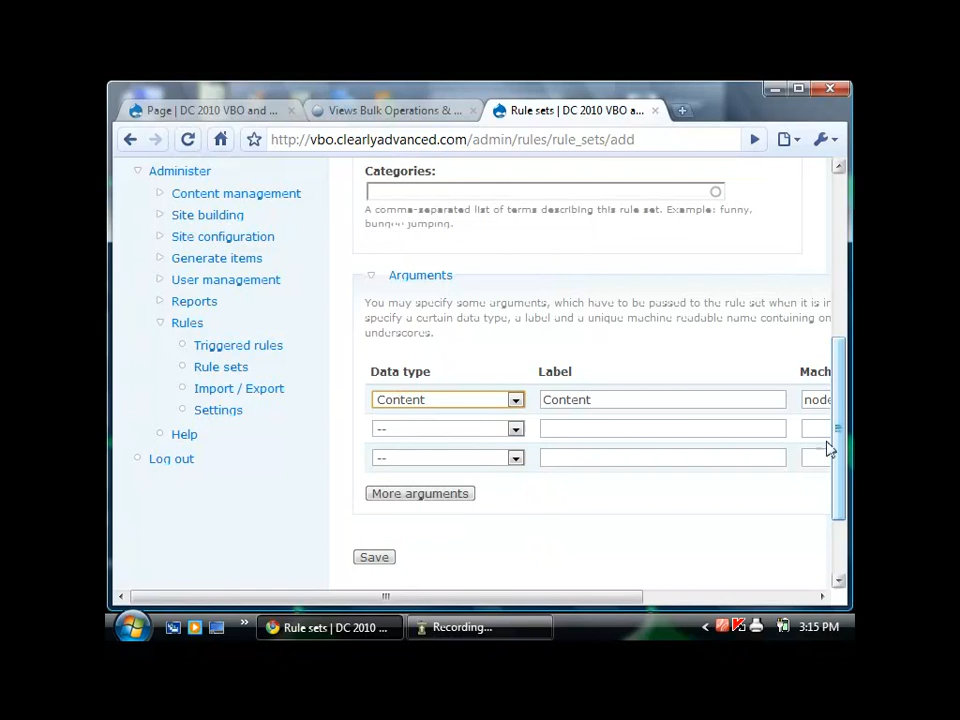 Page | DC 2010 VBO and ...
Views Bulk Operations & ...
Rule sets | DC 2010 VBO a...
http://vbo.clearlyadvanced.com/admin/rules/rule_sets/add
Administer
Content management
Site building
Site configuration
Generate items
User management
Reports
Rules
Triggered rules
Rule sets
Import / Export
Settings
Help
Log out
Categories:
A comma-separated list of terms describing this rule set. Example: funny,
bungee jumping.
Arguments
You may specify some arguments, which have to be passed to the rule set when it is in
specify a certain data type, a label and a unique machine readable name containing on
underscores.
Data type Label Mach
Content Content node
--
--
More arguments
Save
Rule sets | DC 2010 ...
Recording...
3:15 PM